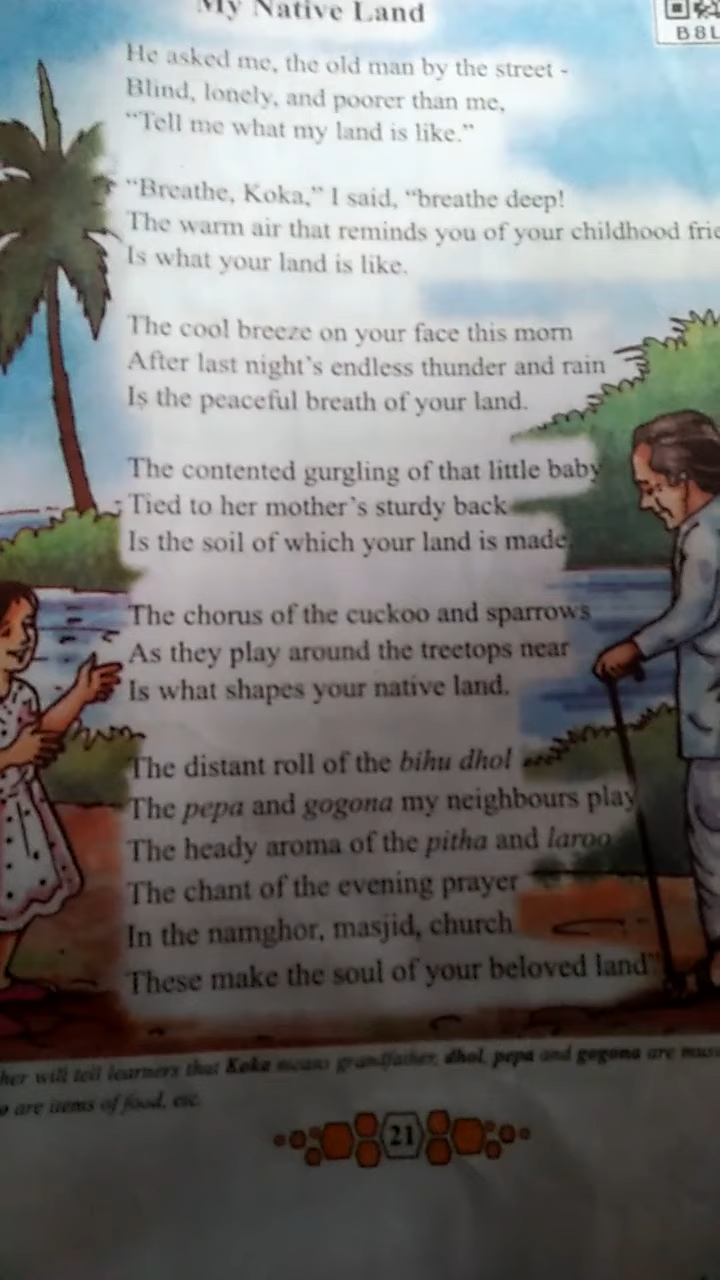 My Native Land
B8L
He asked me, the old man by the street -
Blind, lonely, and poorer than me,
"Tell me what my land is like."
"Breathe, Koka," I said, "breathe deep!
The warm air that reminds you of your childhood frie
Is what your land is like.
The cool breeze on your face this morn
After last night's endless thunder and rain
Is the peaceful breath of your land.
The contented gurgling of that little baby
Tied to her mother's sturdy back
Is the soil of which your land is made.
The chorus of the cuckoo and sparrows
As they play around the treetops near
Is what shapes your native land.
The distant roll of the bihu dhol
The pepa and gogona my neighbours play
The heady aroma of the pitha and laroo
The chant of the evening prayer
In the namghor, masjid, church
These make the soul of your beloved land"
her will tell learners that Koka means grandfather, dhol, pepa and gogona are mus
o are items of food, etc.
21